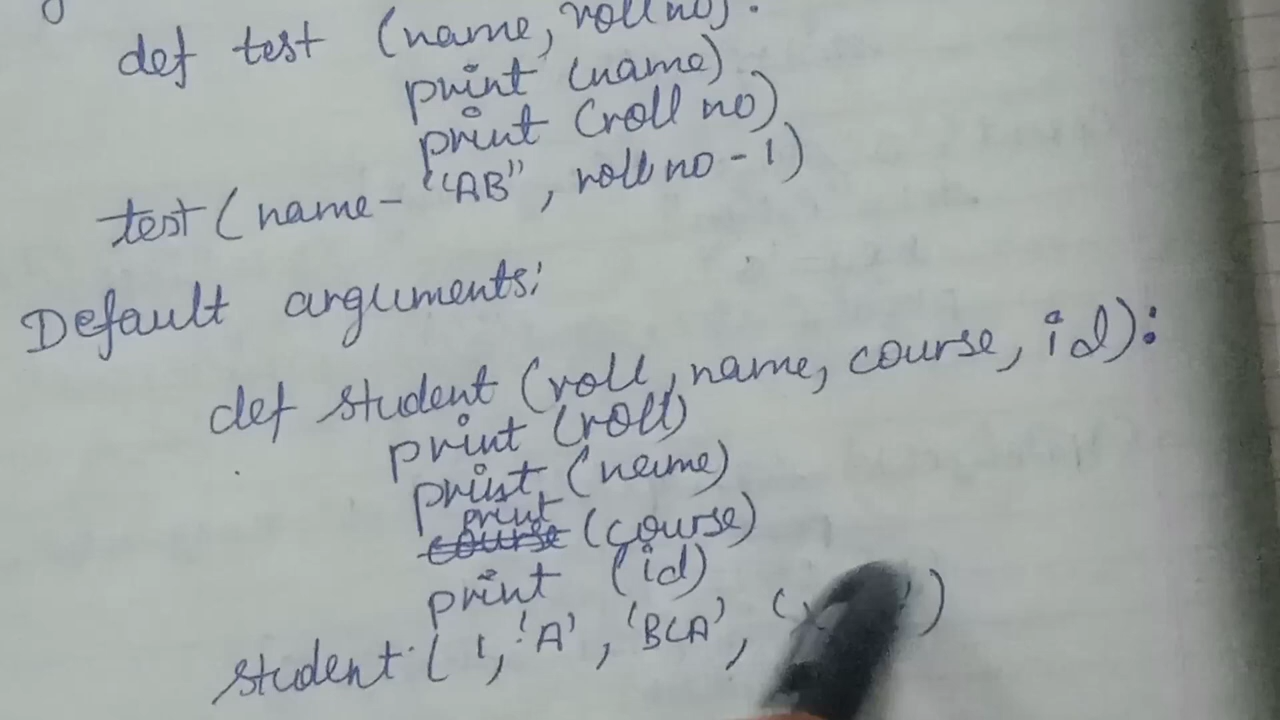 def test (name, roll no):
print (name)
print (roll no)
test (name- "AB", roll no - 1)
Default arguments:
def student (roll, name, course, id):
print (roll)
print (name)
print (course)
print (id)
student (1, 'A', 'BCA', ')